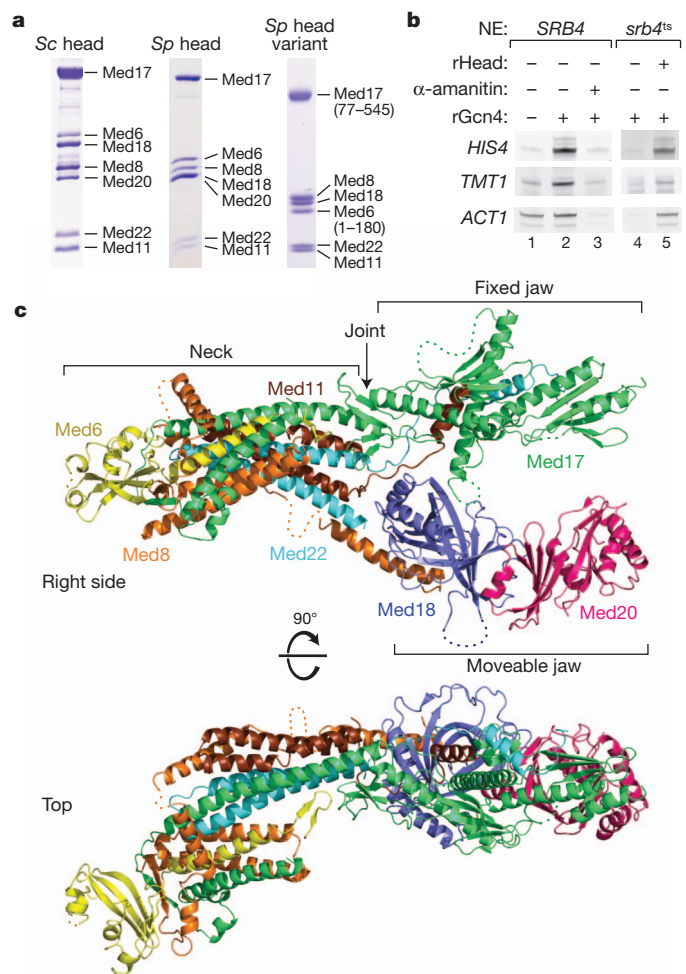 a
Sc head
Med17
Med6
Med18
Med8
Med20
Med22
Med11
Sp head
Med17
Med6
Med8
Med18
Med20
Med22
Med11
Sp head
variant
Med17
(77–545)
Med8
Med18
Med6
(1–180)
Med22
Med11
b
NE: SRB4 srb4ts
rHead: – – – – +
α-amanitin: – – + – –
rGcn4: – + + + +
HIS4
TMT1
ACT1
1 2 3 4 5
c
Fixed jaw
Joint
Neck
Med11
Med6
Med17
Med8
Med22
Right side
Med18
Med20
90°
Moveable jaw
Top